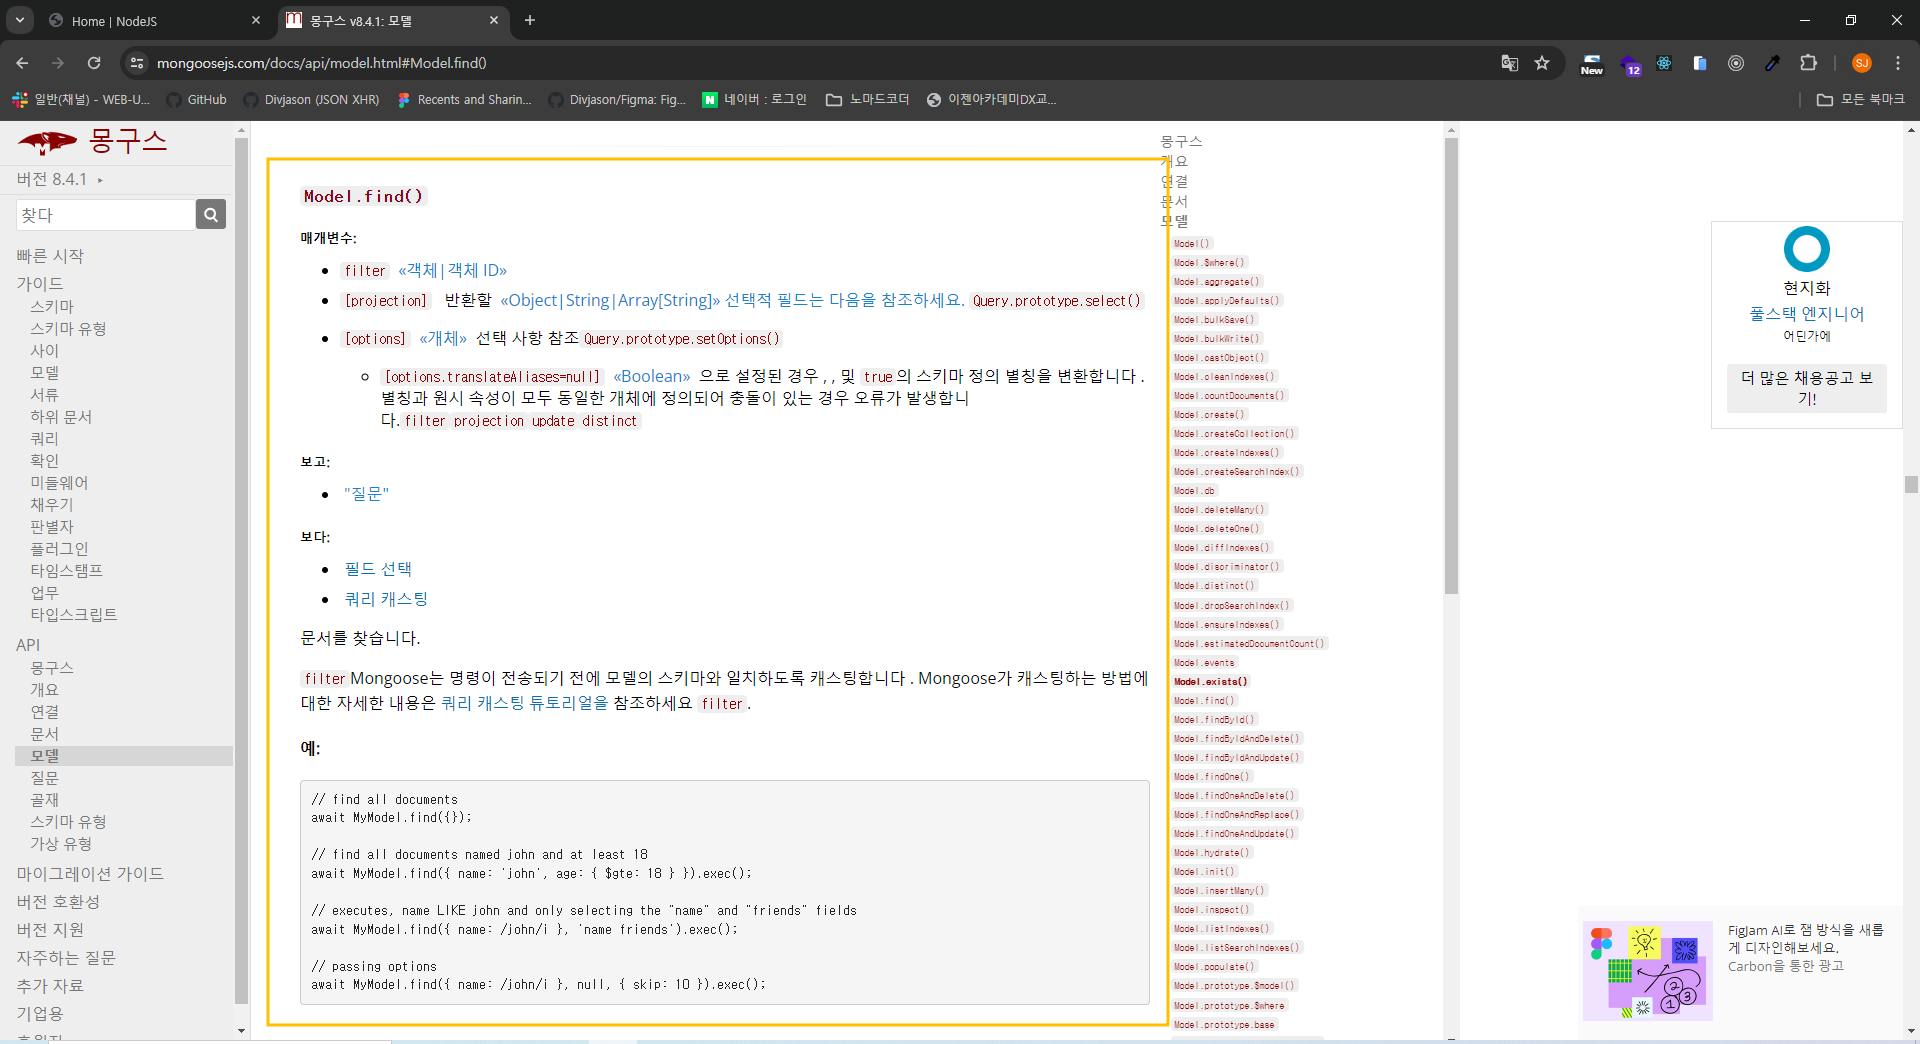 Home | NodeJS
몽구스 v8.4.1: 모델
mongoosejs.com/docs/api/model.html#Model.find()
New
12
SJ
일반(채널) - WEB-U...
GitHub
Divjason (JSON XHR)
Recents and Sharin...
Divjason/Figma: Fig...
네이버 : 로그인
노마드코더
이젠아카데미DX교...
모든 북마크
몽구스
버전 8.4.1
찾다
빠른 시작
가이드
스키마
스키마 유형
사이
모델
서류
하위 문서
쿼리
확인
미들웨어
채우기
판별자
플러그인
타임스탬프
업무
타입스크립트
API
몽구스
개요
연결
문서
모델
질문
골재
스키마 유형
가상 유형
마이그레이션 가이드
버전 호환성
버전 지원
자주하는 질문
추가 자료
기업용
Model.find()
매개변수:
filter «객체|객체 ID»
[projection] 반환할 «Object|String|Array[String]» 선택적 필드는 다음을 참조하세요. Query.prototype.select()
[options] «개체» 선택 사항 참조 Query.prototype.setOptions()
[options.translateAliases=null] «Boolean» 으로 설정된 경우 , , 및 true의 스키마 정의 별칭을 변환합니다 .
별칭과 원시 속성이 모두 동일한 개체에 정의되어 충돌이 있는 경우 오류가 발생합니
다. filter projection update distinct
보고:
"질문"
보다:
필드 선택
쿼리 캐스팅
문서를 찾습니다.
filter Mongoose는 명령이 전송되기 전에 모델의 스키마와 일치하도록 캐스팅합니다 . Mongoose가 캐스팅하는 방법에
대한 자세한 내용은 쿼리 캐스팅 튜토리얼을 참조하세요 filter.
예:
// find all documents
await MyModel.find({});
// find all documents named john and at least 18
await MyModel.find({ name: 'john', age: { $gte: 18 } }).exec();
// executes, name LIKE john and only selecting the "name" and "friends" fields
await MyModel.find({ name: /john/i }, 'name friends').exec();
// passing options
await MyModel.find({ name: /john/i }, null, { skip: 10 }).exec();
몽구스
개요
연결
문서
모델
Model()
Model.$where()
Model.aggregate()
Model.applyDefaults()
Model.bulkSave()
Model.bulkWrite()
Model.castObject()
Model.cleanIndexes()
Model.countDocuments()
Model.create()
Model.createCollection()
Model.createIndexes()
Model.createSearchIndex()
Model.db
Model.deleteMany()
Model.deleteOne()
Model.diffIndexes()
Model.discriminator()
Model.distinct()
Model.dropSearchIndex()
Model.ensureIndexes()
Model.estimatedDocumentCount()
Model.events
Model.exists()
Model.find()
Model.findById()
Model.findByIdAndDelete()
Model.findByIdAndUpdate()
Model.findOne()
Model.findOneAndDelete()
Model.findOneAndReplace()
Model.findOneAndUpdate()
Model.hydrate()
Model.init()
Model.insertMany()
Model.inspect()
Model.listIndexes()
Model.listSearchIndexes()
Model.populate()
Model.prototype.$model()
Model.prototype.$where
Model.prototype.base
현지화
풀스택 엔지니어
어딘가에
더 많은 채용공고 보
기!
FigJam AI로 잼 방식을 새롭
게 디자인해보세요.
Carbon을 통한 광고
1
2
3